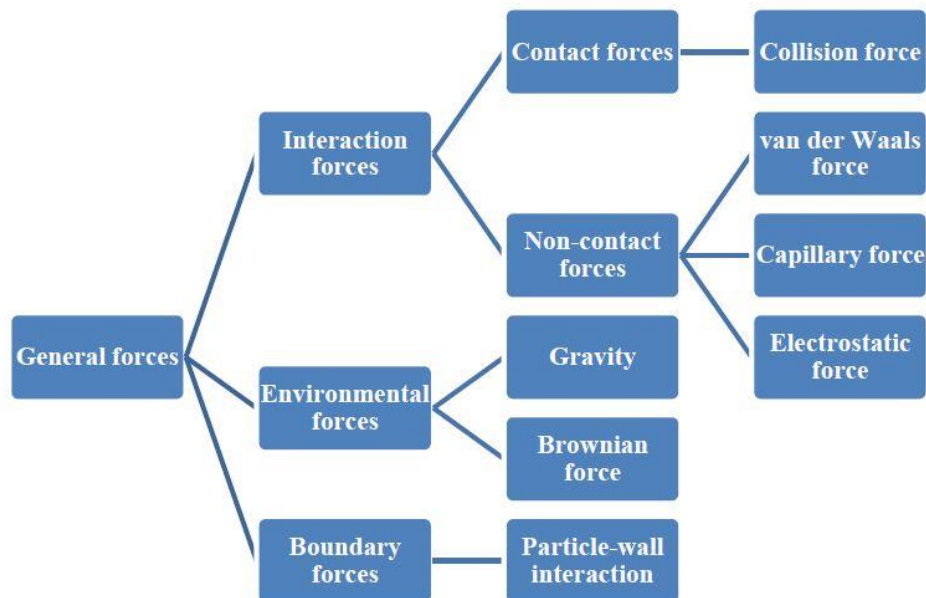 Contact forces
Collision force
Interaction
forces
van der Waals
force
Non-contact
forces
Capillary force
General forces
Gravity
Electrostatic
force
Environmental
forces
Brownian
force
Boundary
forces
Particle-wall
interaction